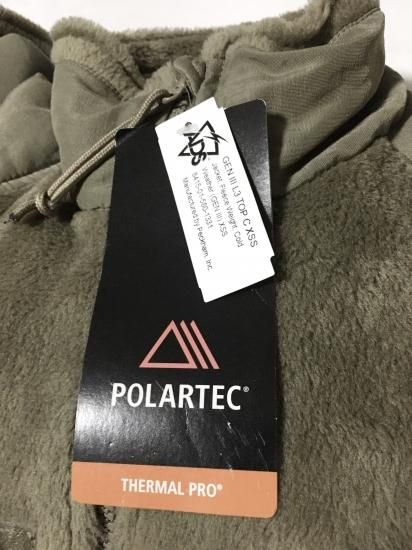 ADS
GEN III L3 TOP C XSS
Jacket, Fleece Weight, Cold
Weather (GEN III) XSS
Manufactured by Peckham, Inc.
POLARTEC®
THERMAL PRO®